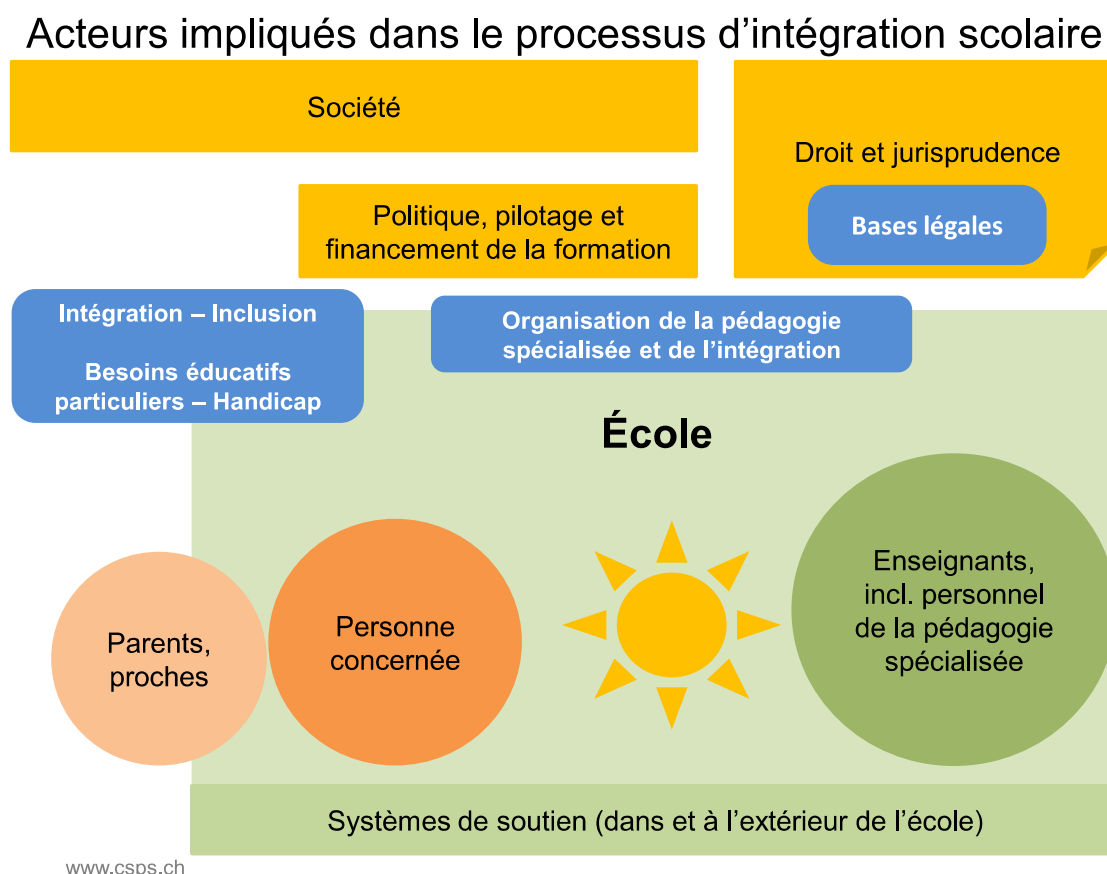 Acteurs impliqués dans le processus d’intégration scolaire
Société
Droit et jurisprudence
Bases légales
Politique, pilotage et
financement de la formation
Intégration – Inclusion
Besoins éducatifs
particuliers – Handicap
Organisation de la pédagogie
spécialisée et de l’intégration
École
Parents,
proches
Personne
concernée
Enseignants,
incl. personnel
de la pédagogie
spécialisée
Systèmes de soutien (dans et à l’extérieur de l’école)
www.csps.ch